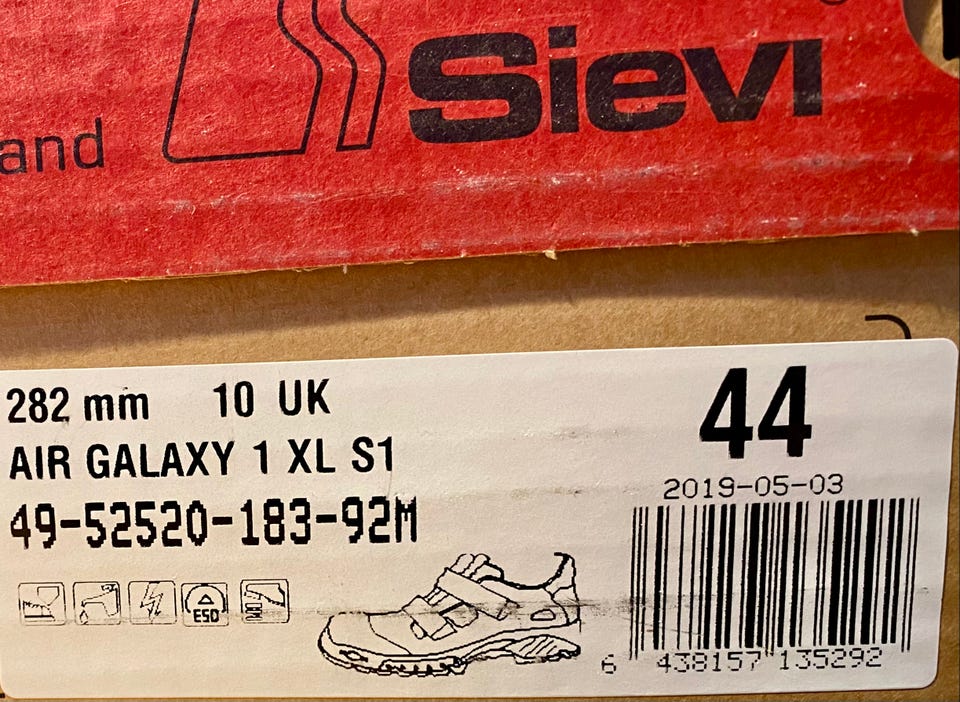 Sievi
and
282 mm 10 UK
44
AIR GALAXY 1 XL S1
2019-05-03
49-52520-183-92M
ESD
6 438157 135292